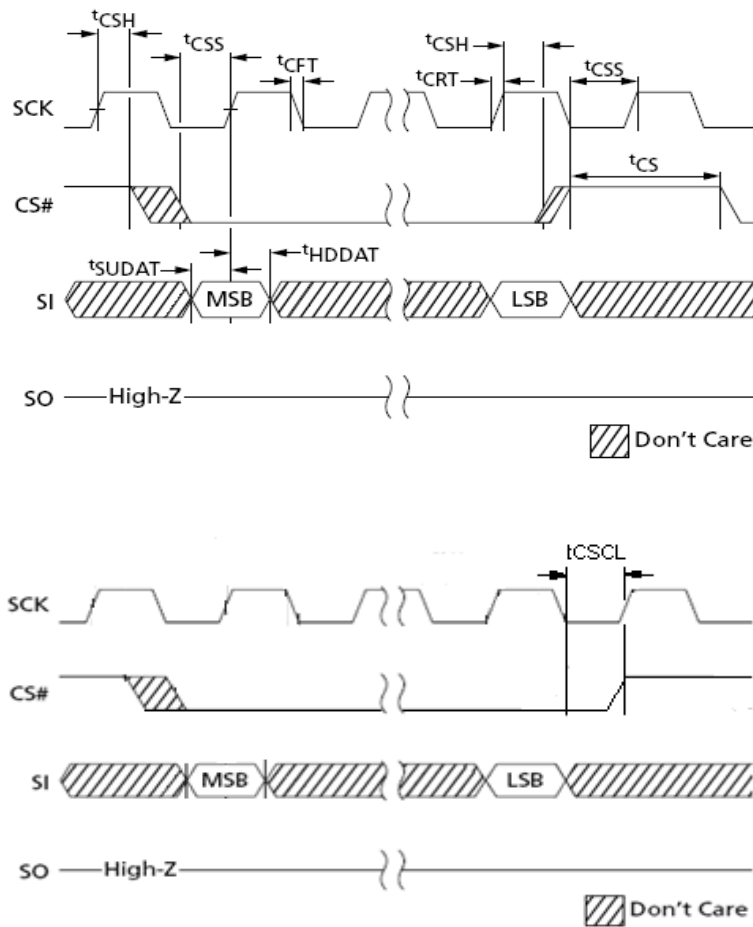 tCSH
tCSS
tCFT
tCSH
tCRT
tCSS
SCK
tCS
CS#
tSUDAT
tHDDAT
SI
MSB
LSB
SO
High-Z
Don't Care
tCSCL
SCK
CS#
SI
MSB
LSB
SO
High-Z
Don't Care